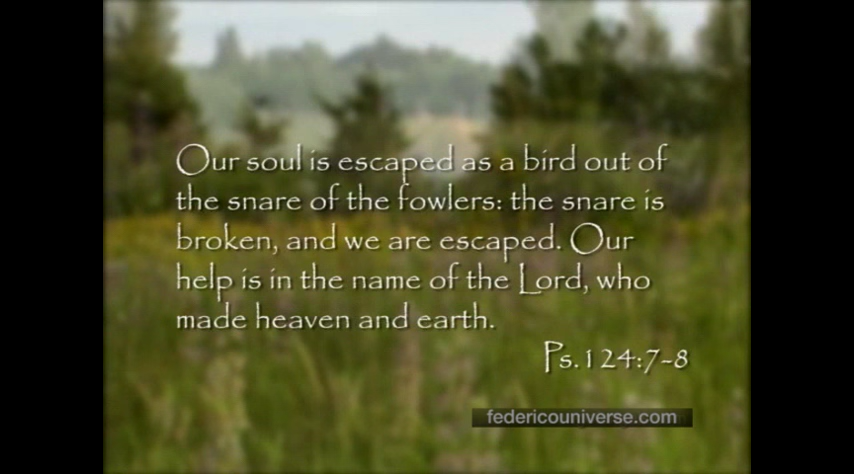 Our soul is escaped as a bird out of
the snare of the fowlers: the snare is
broken, and we are escaped. Our
help is in the name of the Lord, who
made heaven and earth.
Ps.124:7-8
federicouniverse.com